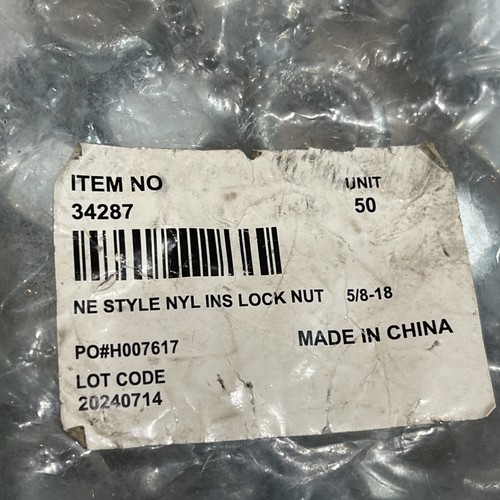 ITEM NO
UNIT
34287
50
NE STYLE NYL INS LOCK NUT 5/8-18
PO#H007617
MADE IN CHINA
LOT CODE
20240714